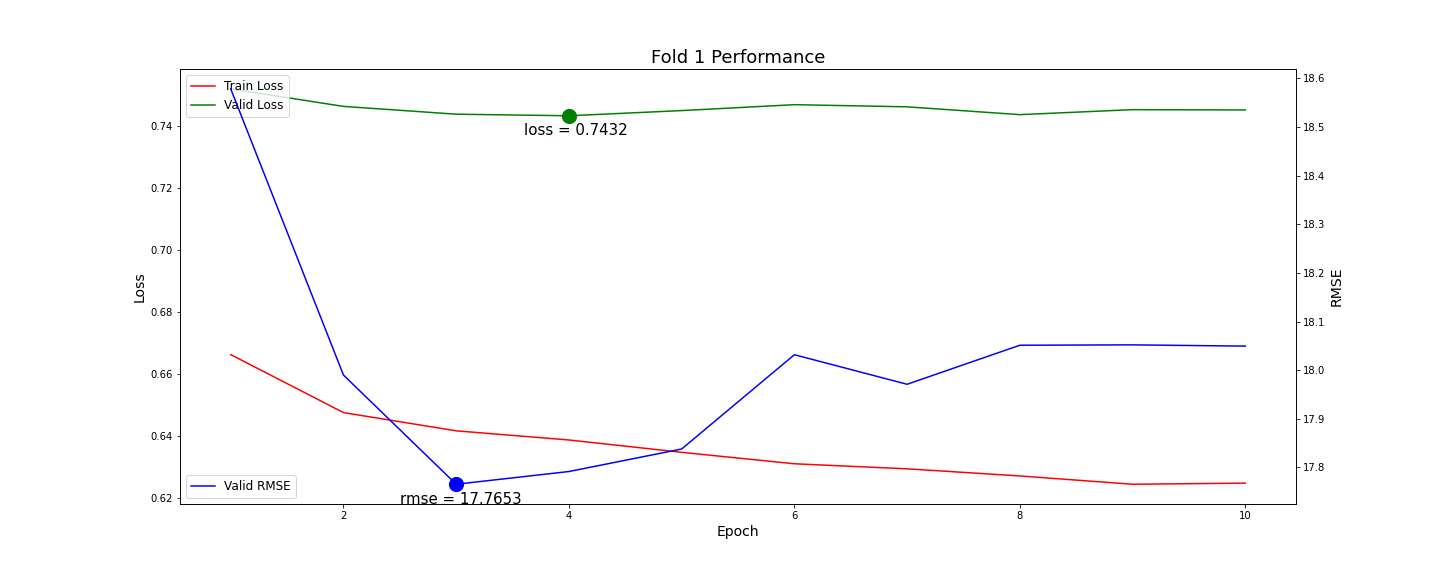 Fold 1 Performance
Train Loss
Valid Loss
loss = 0.7432
Valid RMSE
rmse = 17.7653
Loss
0.74
0.72
0.70
0.68
0.66
0.64
0.62
RMSE
18.6
18.5
18.4
18.3
18.2
18.1
18.0
17.9
17.8
2
4
6
8
10
Epoch